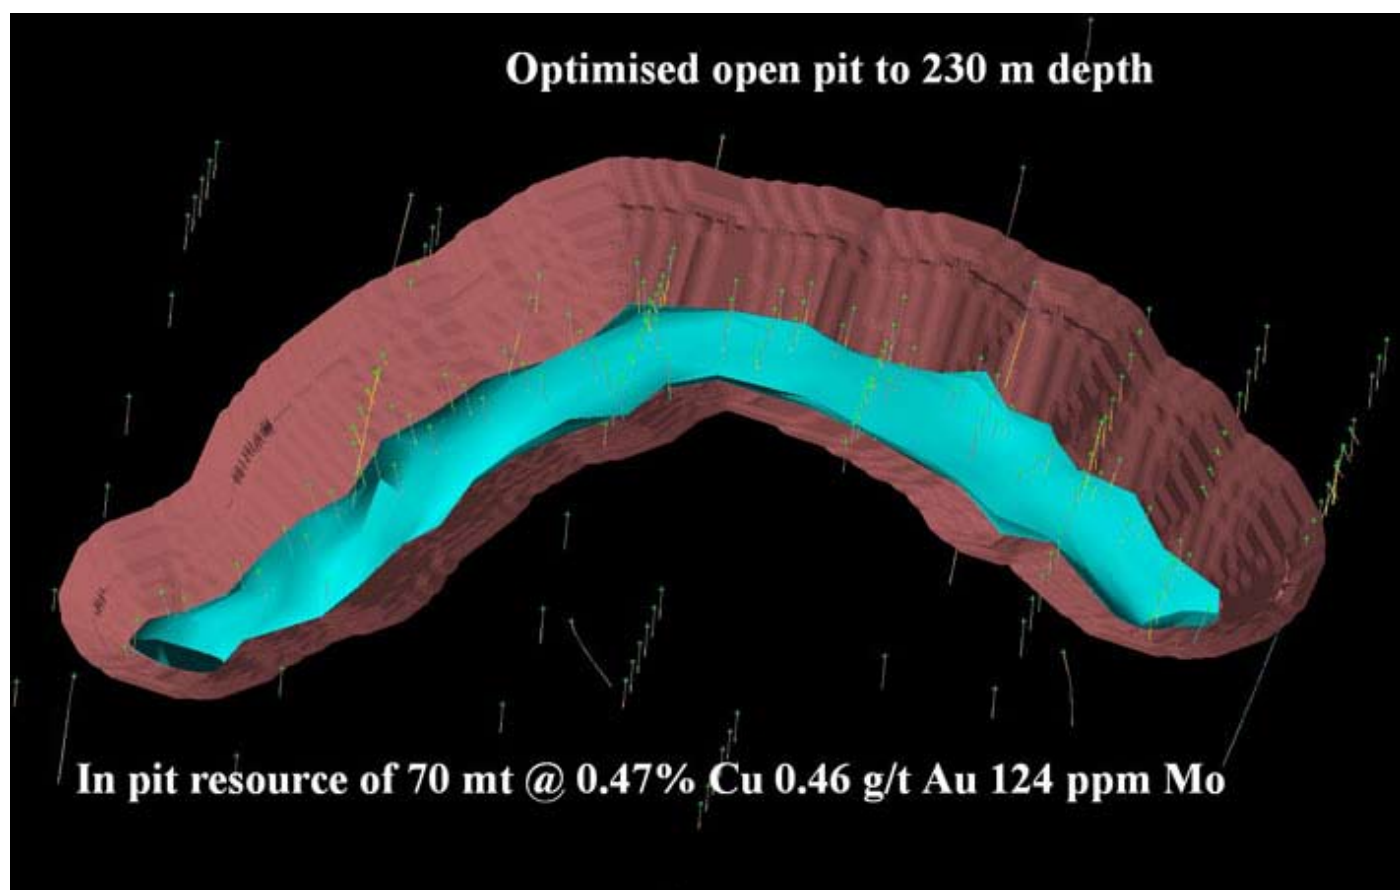 Optimised open pit to 230 m depth
In pit resource of 70 mt @ 0.47% Cu 0.46 g/t Au 124 ppm Mo